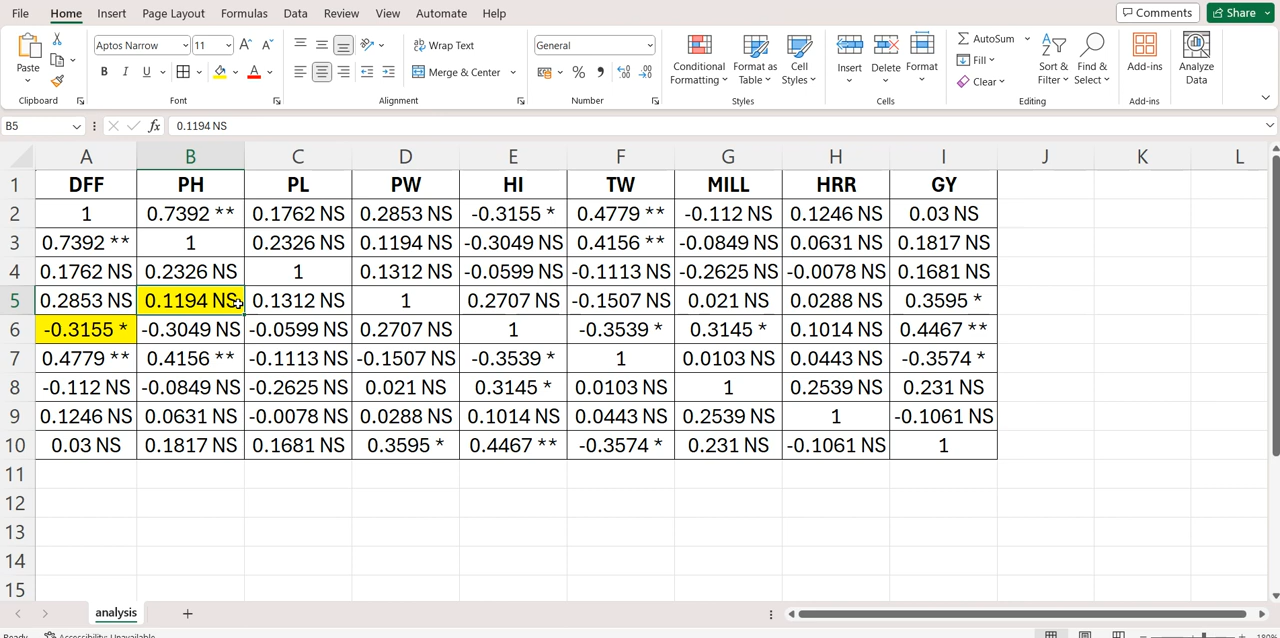 File Home Insert Page Layout Formulas Data Review View Automate Help Comments Share
Paste Aptos Narrow 11 A A Wrap Text General Conditional Formatting Format as Table Cell Styles Insert Delete Format AutoSum Sort & Filter Find & Select Add-ins Analyze Data
B I U A Merge & Center % , Fill
Clear
Clipboard Font Alignment Number Styles Cells Editing Add-ins
B5 fx 0.1194 NS
A B C D E F G H I J K L
1 DFF PH PL PW HI TW MILL HRR GY
2 1 0.7392 ** 0.1762 NS 0.2853 NS -0.3155 * 0.4779 ** -0.112 NS 0.1246 NS 0.03 NS
3 0.7392 ** 1 0.2326 NS 0.1194 NS -0.3049 NS 0.4156 ** -0.0849 NS 0.0631 NS 0.1817 NS
4 0.1762 NS 0.2326 NS 1 0.1312 NS -0.0599 NS -0.1113 NS -0.2625 NS -0.0078 NS 0.1681 NS
5 0.2853 NS 0.1194 NS 0.1312 NS 1 0.2707 NS -0.1507 NS 0.021 NS 0.0288 NS 0.3595 *
6 -0.3155 * -0.3049 NS -0.0599 NS 0.2707 NS 1 -0.3539 * 0.3145 * 0.1014 NS 0.4467 **
7 0.4779 ** 0.4156 ** -0.1113 NS -0.1507 NS -0.3539 * 1 0.0103 NS 0.0443 NS -0.3574 *
8 -0.112 NS -0.0849 NS -0.2625 NS 0.021 NS 0.3145 * 0.0103 NS 1 0.2539 NS 0.231 NS
9 0.1246 NS 0.0631 NS -0.0078 NS 0.0288 NS 0.1014 NS 0.0443 NS 0.2539 NS 1 -0.1061 NS
10 0.03 NS 0.1817 NS 0.1681 NS 0.3595 * 0.4467 ** -0.3574 * 0.231 NS -0.1061 NS 1
11
12
13
14
15
analysis
Ready Accessibility: Unavailable 180%